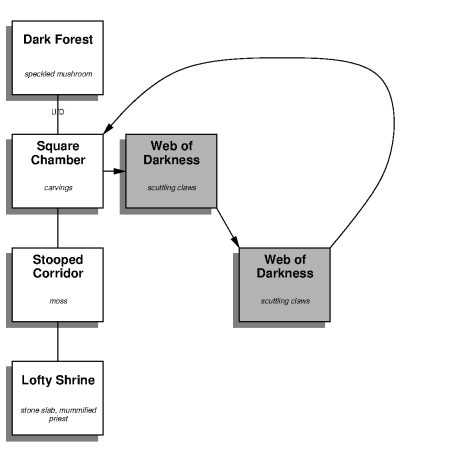 Dark Forest
speckled mushroom
U/D
Square
Chamber
carvings
Web of
Darkness
scuttling claws
Stooped
Corridor
moss
Web of
Darkness
scuttling claws
Lofty Shrine
stone slab, mummified
priest